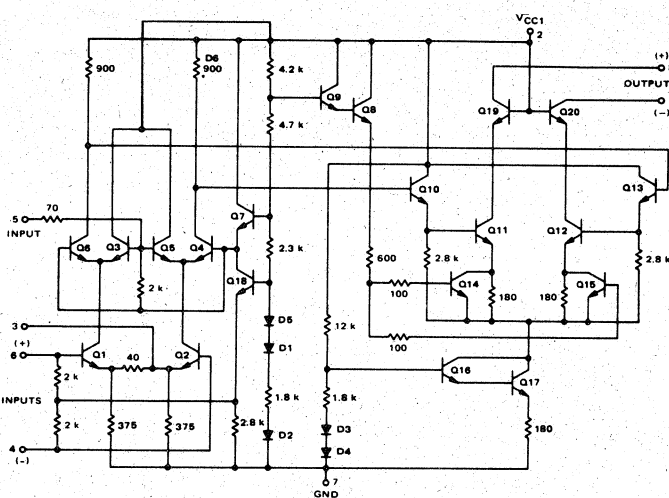 VCC1
2
(+)
OUTPUT
(-)
900
D6
900
4.2 k
4.7 k
Q9
Q8
Q19
Q20
Q10
Q13
70
5
INPUT
Q6
Q3
Q5
Q4
Q7
2.3 k
Q18
2 k
Q11
Q12
2.8 k
2.8 k
600
100
Q14
180
180
Q15
3
(+)
6
Q1
40
Q2
D5
D1
12 k
100
2 k
INPUTS
2 k
4
(-)
375
375
2.8 k
1.8 k
D2
1.8 k
D3
D4
Q16
Q17
180
7
GND